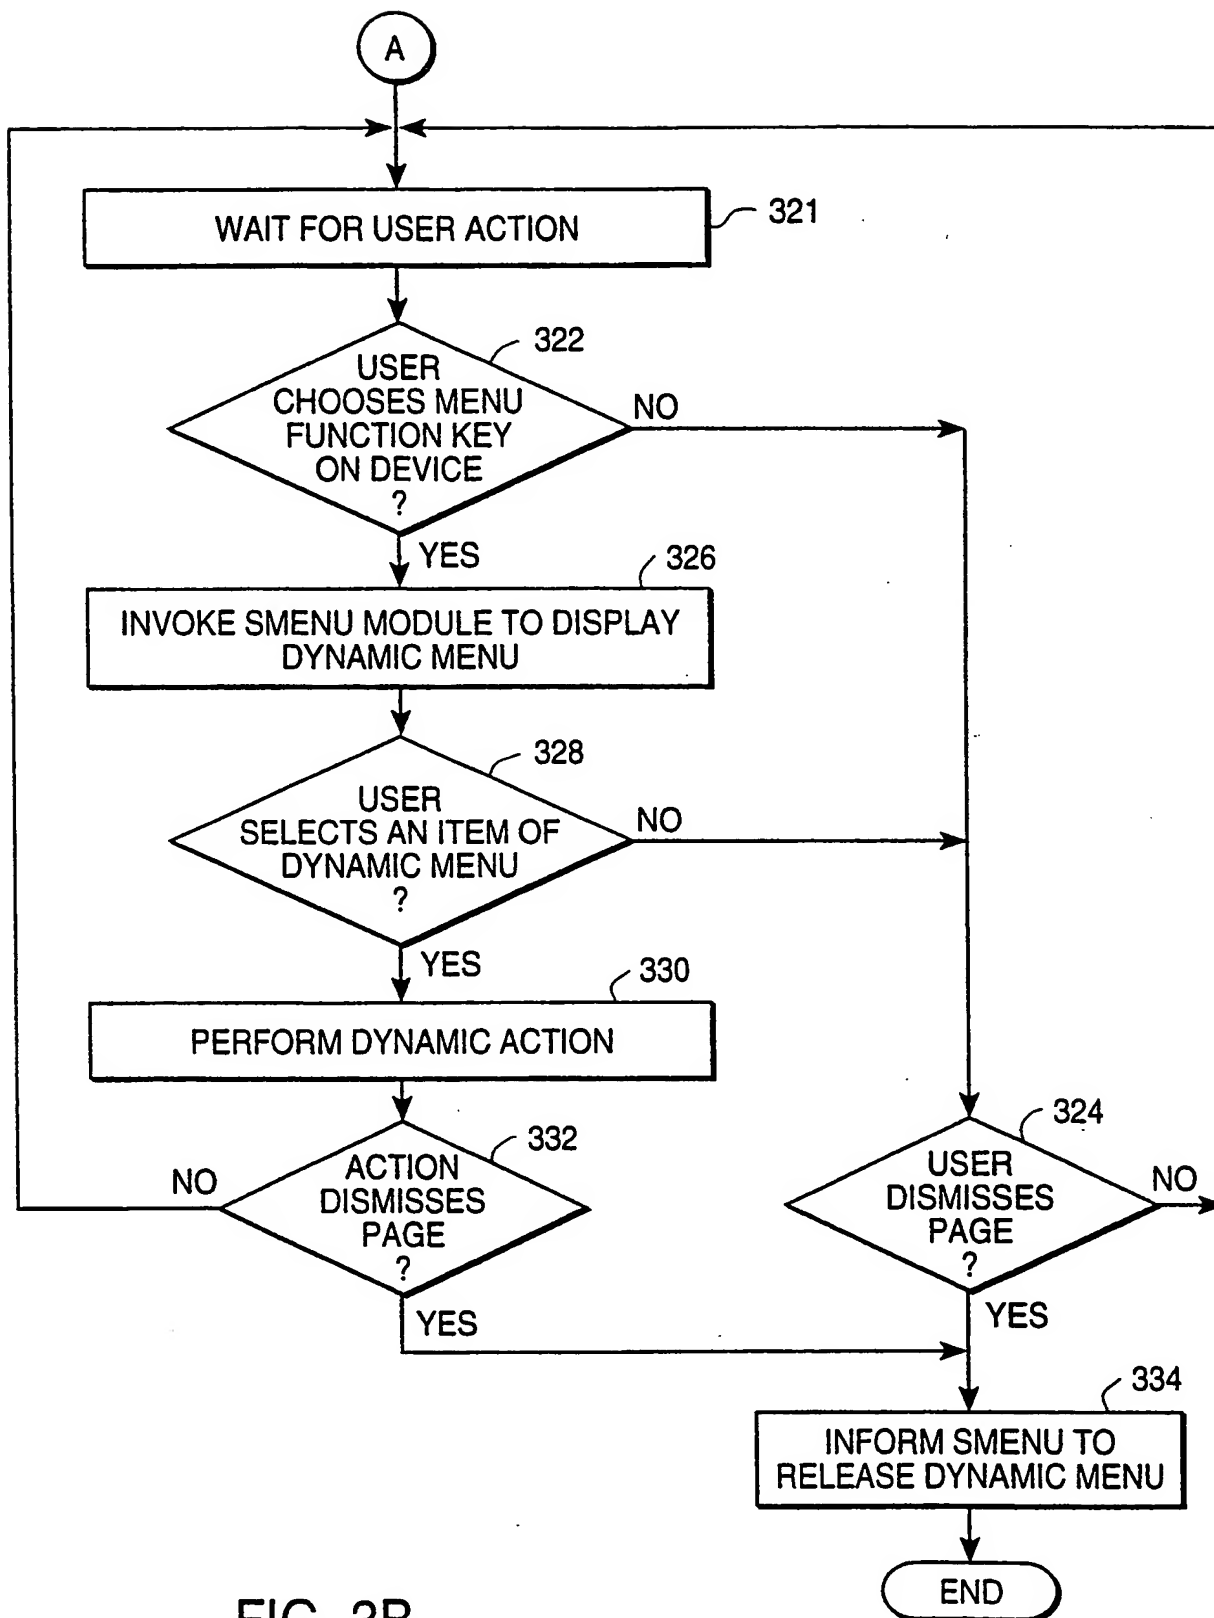 A
WAIT FOR USER ACTION
321
322
USER
CHOOSES MENU
FUNCTION KEY
ON DEVICE
?
NO
YES
326
INVOKE SMENU MODULE TO DISPLAY
DYNAMIC MENU
328
USER
SELECTS AN ITEM OF
DYNAMIC MENU
?
NO
YES
330
PERFORM DYNAMIC ACTION
332
ACTION
DISMISSES
PAGE
?
NO
YES
324
USER
DISMISSES
PAGE
?
NO
YES
334
INFORM SMENU TO
RELEASE DYNAMIC MENU
END